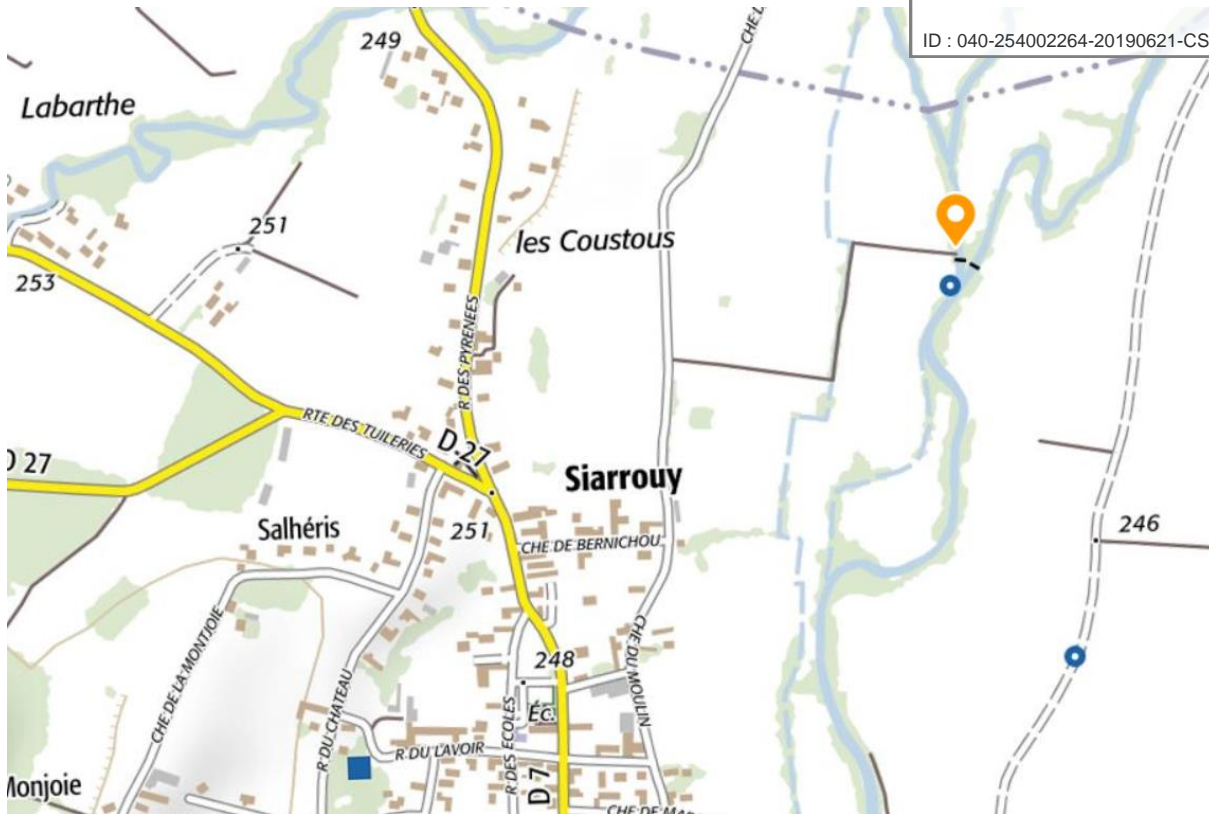 ID : 040-254002264-20190621-CS
249
CHE
Labarthe
251
les Coustous
253
R DES PYRENEES
RTE DES TUILERIES
D.27
D 27
Siarrouy
Salhéris
251
246
CHE DE BERNICHOU
CHE DE LA MONTJOIE
CHE DU MOULIN
248
R DU CHATEAU
Éc.
R DES ECOLES
R DU LAVOIR
Monjoie
D 7